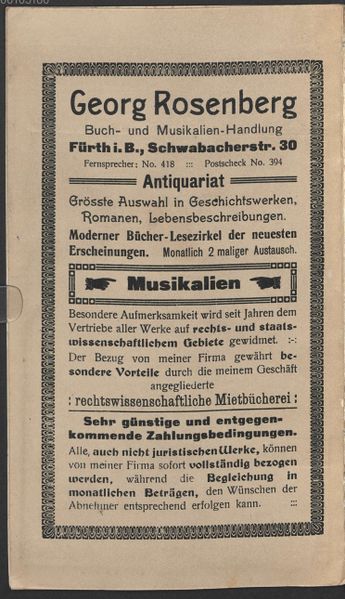 Georg Rosenberg
Buch- und Musikalien-Handlung
Fürth i. B., Schwabacherstr. 30
Fernsprecher: No. 418 ::: Postscheck No. 394
Antiquariat
Grösste Auswahl in Geschichtswerken,
Romanen, Lebensbeschreibungen.
Moderner Bücher-Lesezirkel der neuesten
Erscheinungen. Monatlich 2 maliger Austausch.
Musikalien
Besondere Aufmerksamkeit wird seit Jahren dem
Vertriebe aller Werke auf rechts- und staats-
wissenschaftlichem Gebiete gewidmet. :-:
Der Bezug von meiner Firma gewährt be-
sondere Vorteile durch die meinem Geschäft
angegliederte
: rechtswissenschaftliche Mietbücherei :
Sehr günstige und entgegen-
kommende Zahlungsbedingungen.
Alle, auch nicht juristischen Werke, können
von meiner Firma sofort vollständig bezogen
werden, während die Begleichung in
monatlichen Beträgen, den Wünschen der
Abnehmer entsprechend erfolgen kann. :::